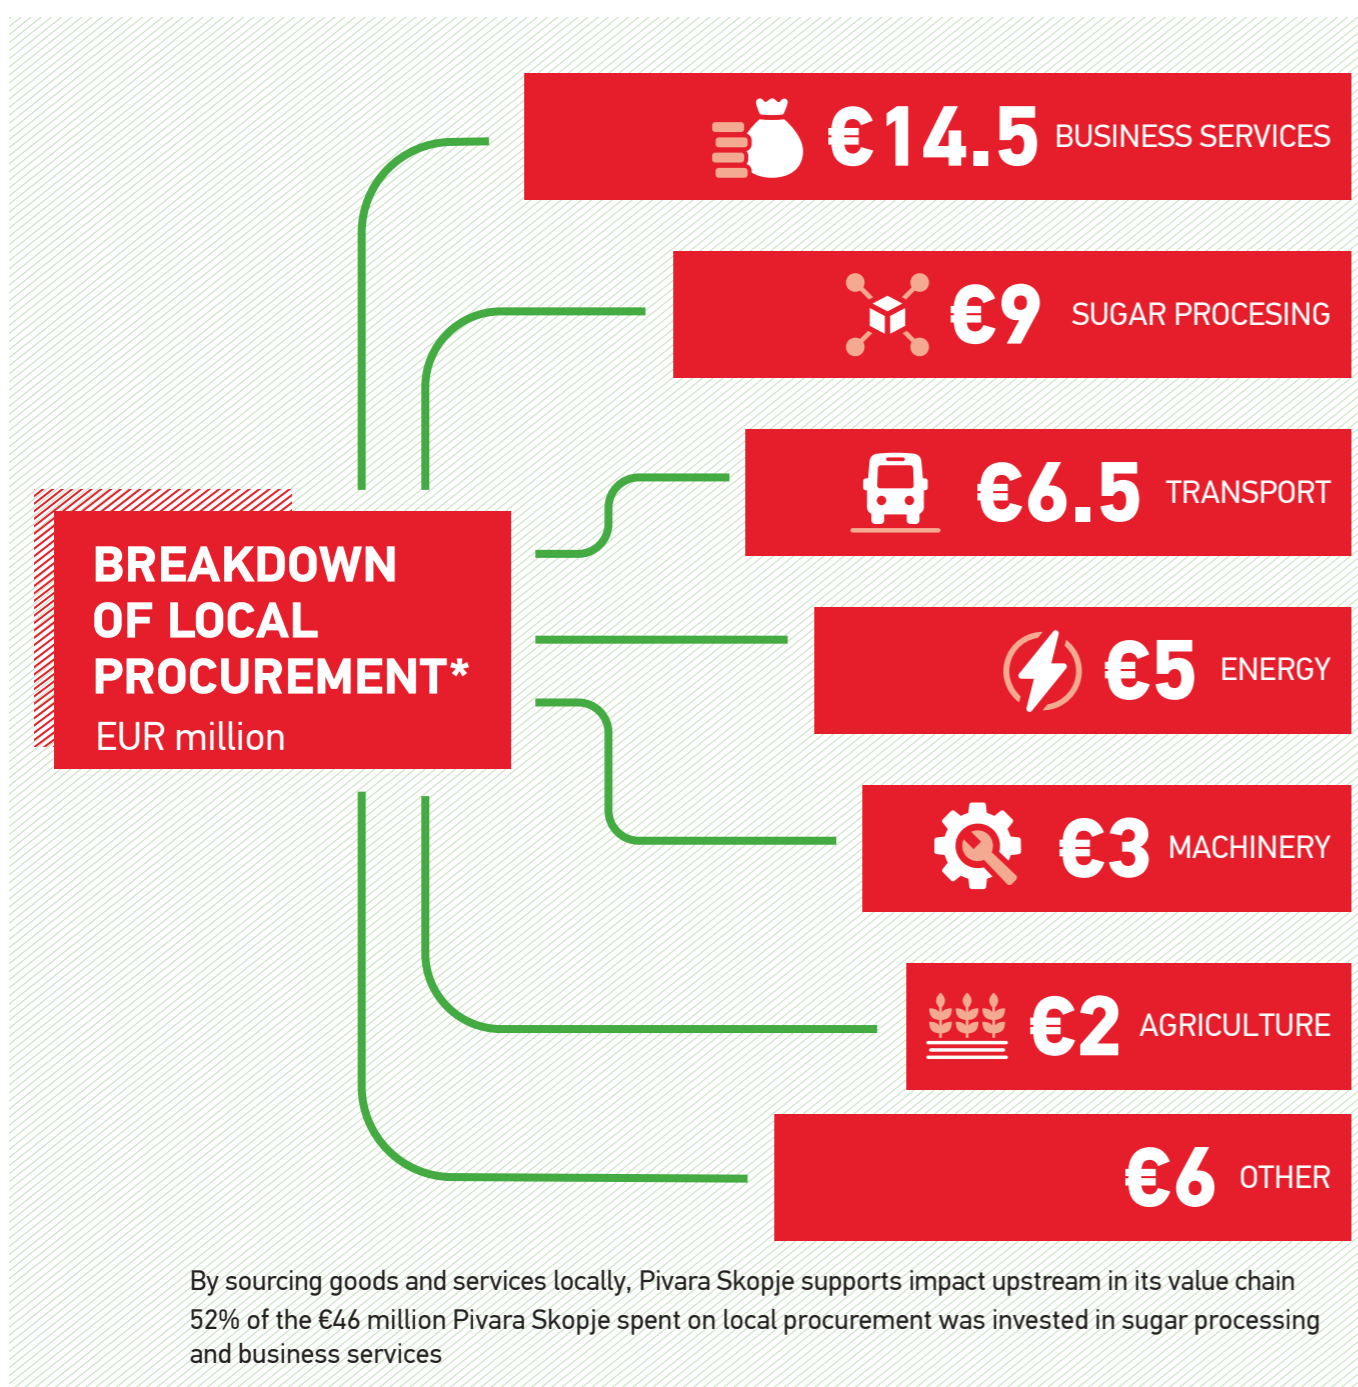 €14.5 BUSINESS SERVICES
€9 SUGAR PROCESING
€6.5 TRANSPORT
BREAKDOWN
OF LOCAL
PROCUREMENT*
EUR million
€5 ENERGY
€3 MACHINERY
€2 AGRICULTURE
€6 OTHER
By sourcing goods and services locally, Pivara Skopje supports impact upstream in its value chain
52% of the €46 million Pivara Skopje spent on local procurement was invested in sugar processing
and business services